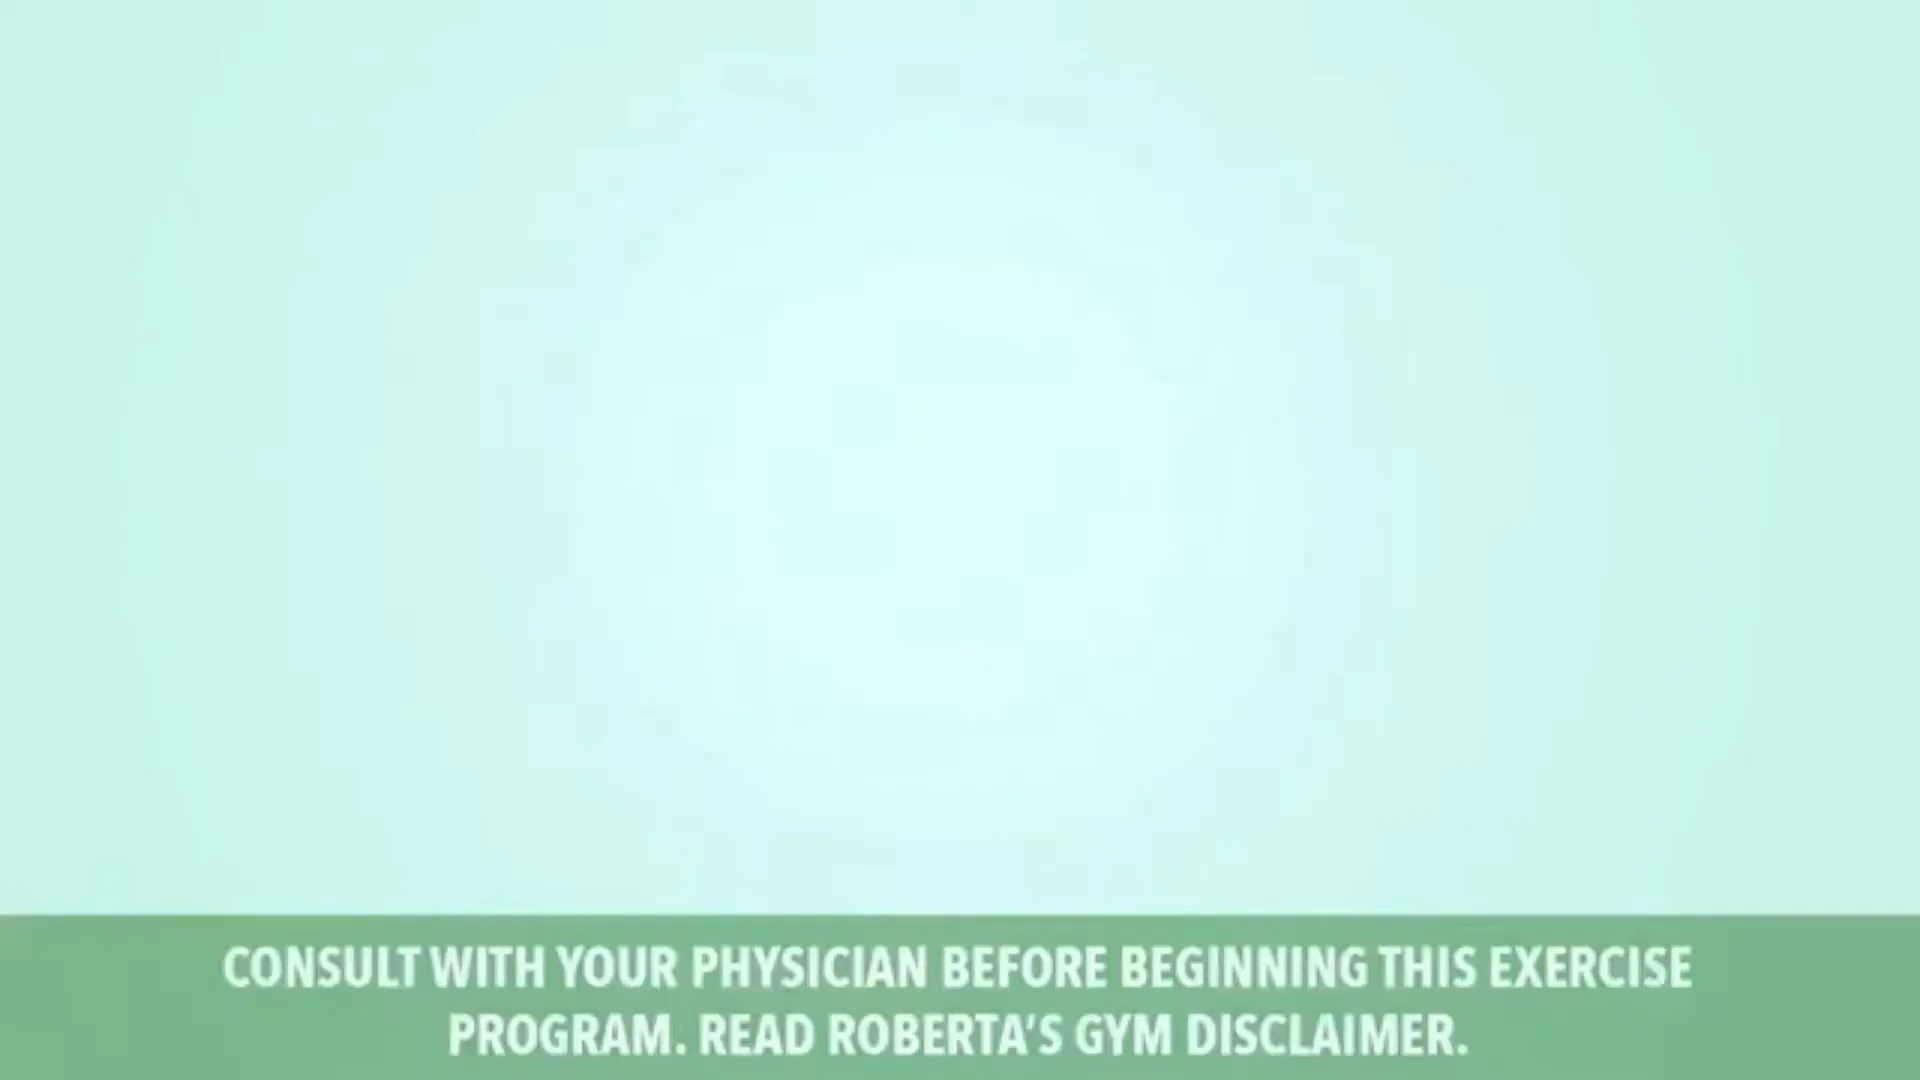 CONSULT WITH YOUR PHYSICIAN BEFORE BEGINNING THIS EXERCISE
PROGRAM. READ ROBERTA'S GYM DISCLAIMER.